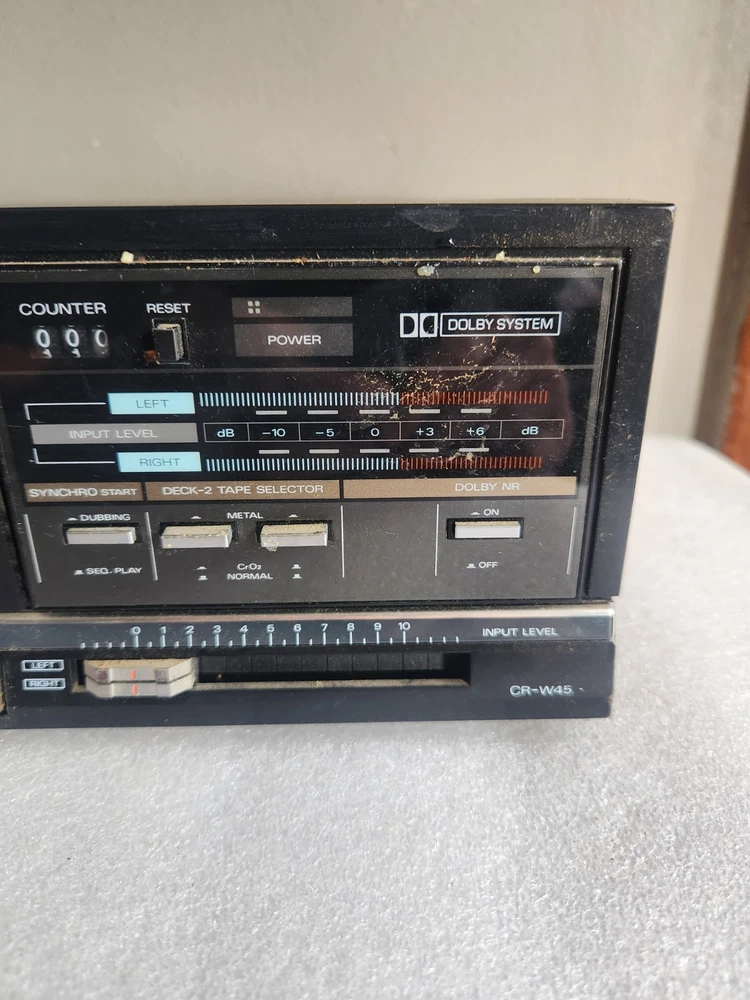 COUNTER RESET
000 POWER DOLBY SYSTEM
LEFT
INPUT LEVEL dB -10 -5 0 +3 +6 dB
RIGHT
SYNCHRO START DECK-2 TAPE SELECTOR DOLBY NR
DUBBING METAL ON
SEQ. PLAY CrO₂ OFF
NORMAL
0 1 2 3 4 5 6 7 8 9 10 INPUT LEVEL
LEFT
RIGHT CR-W45